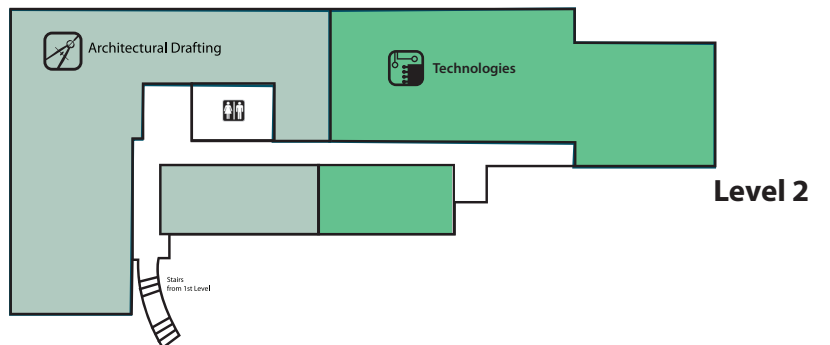 Architectural Drafting
Technologies
Level 2
Stairs
from 1st Level